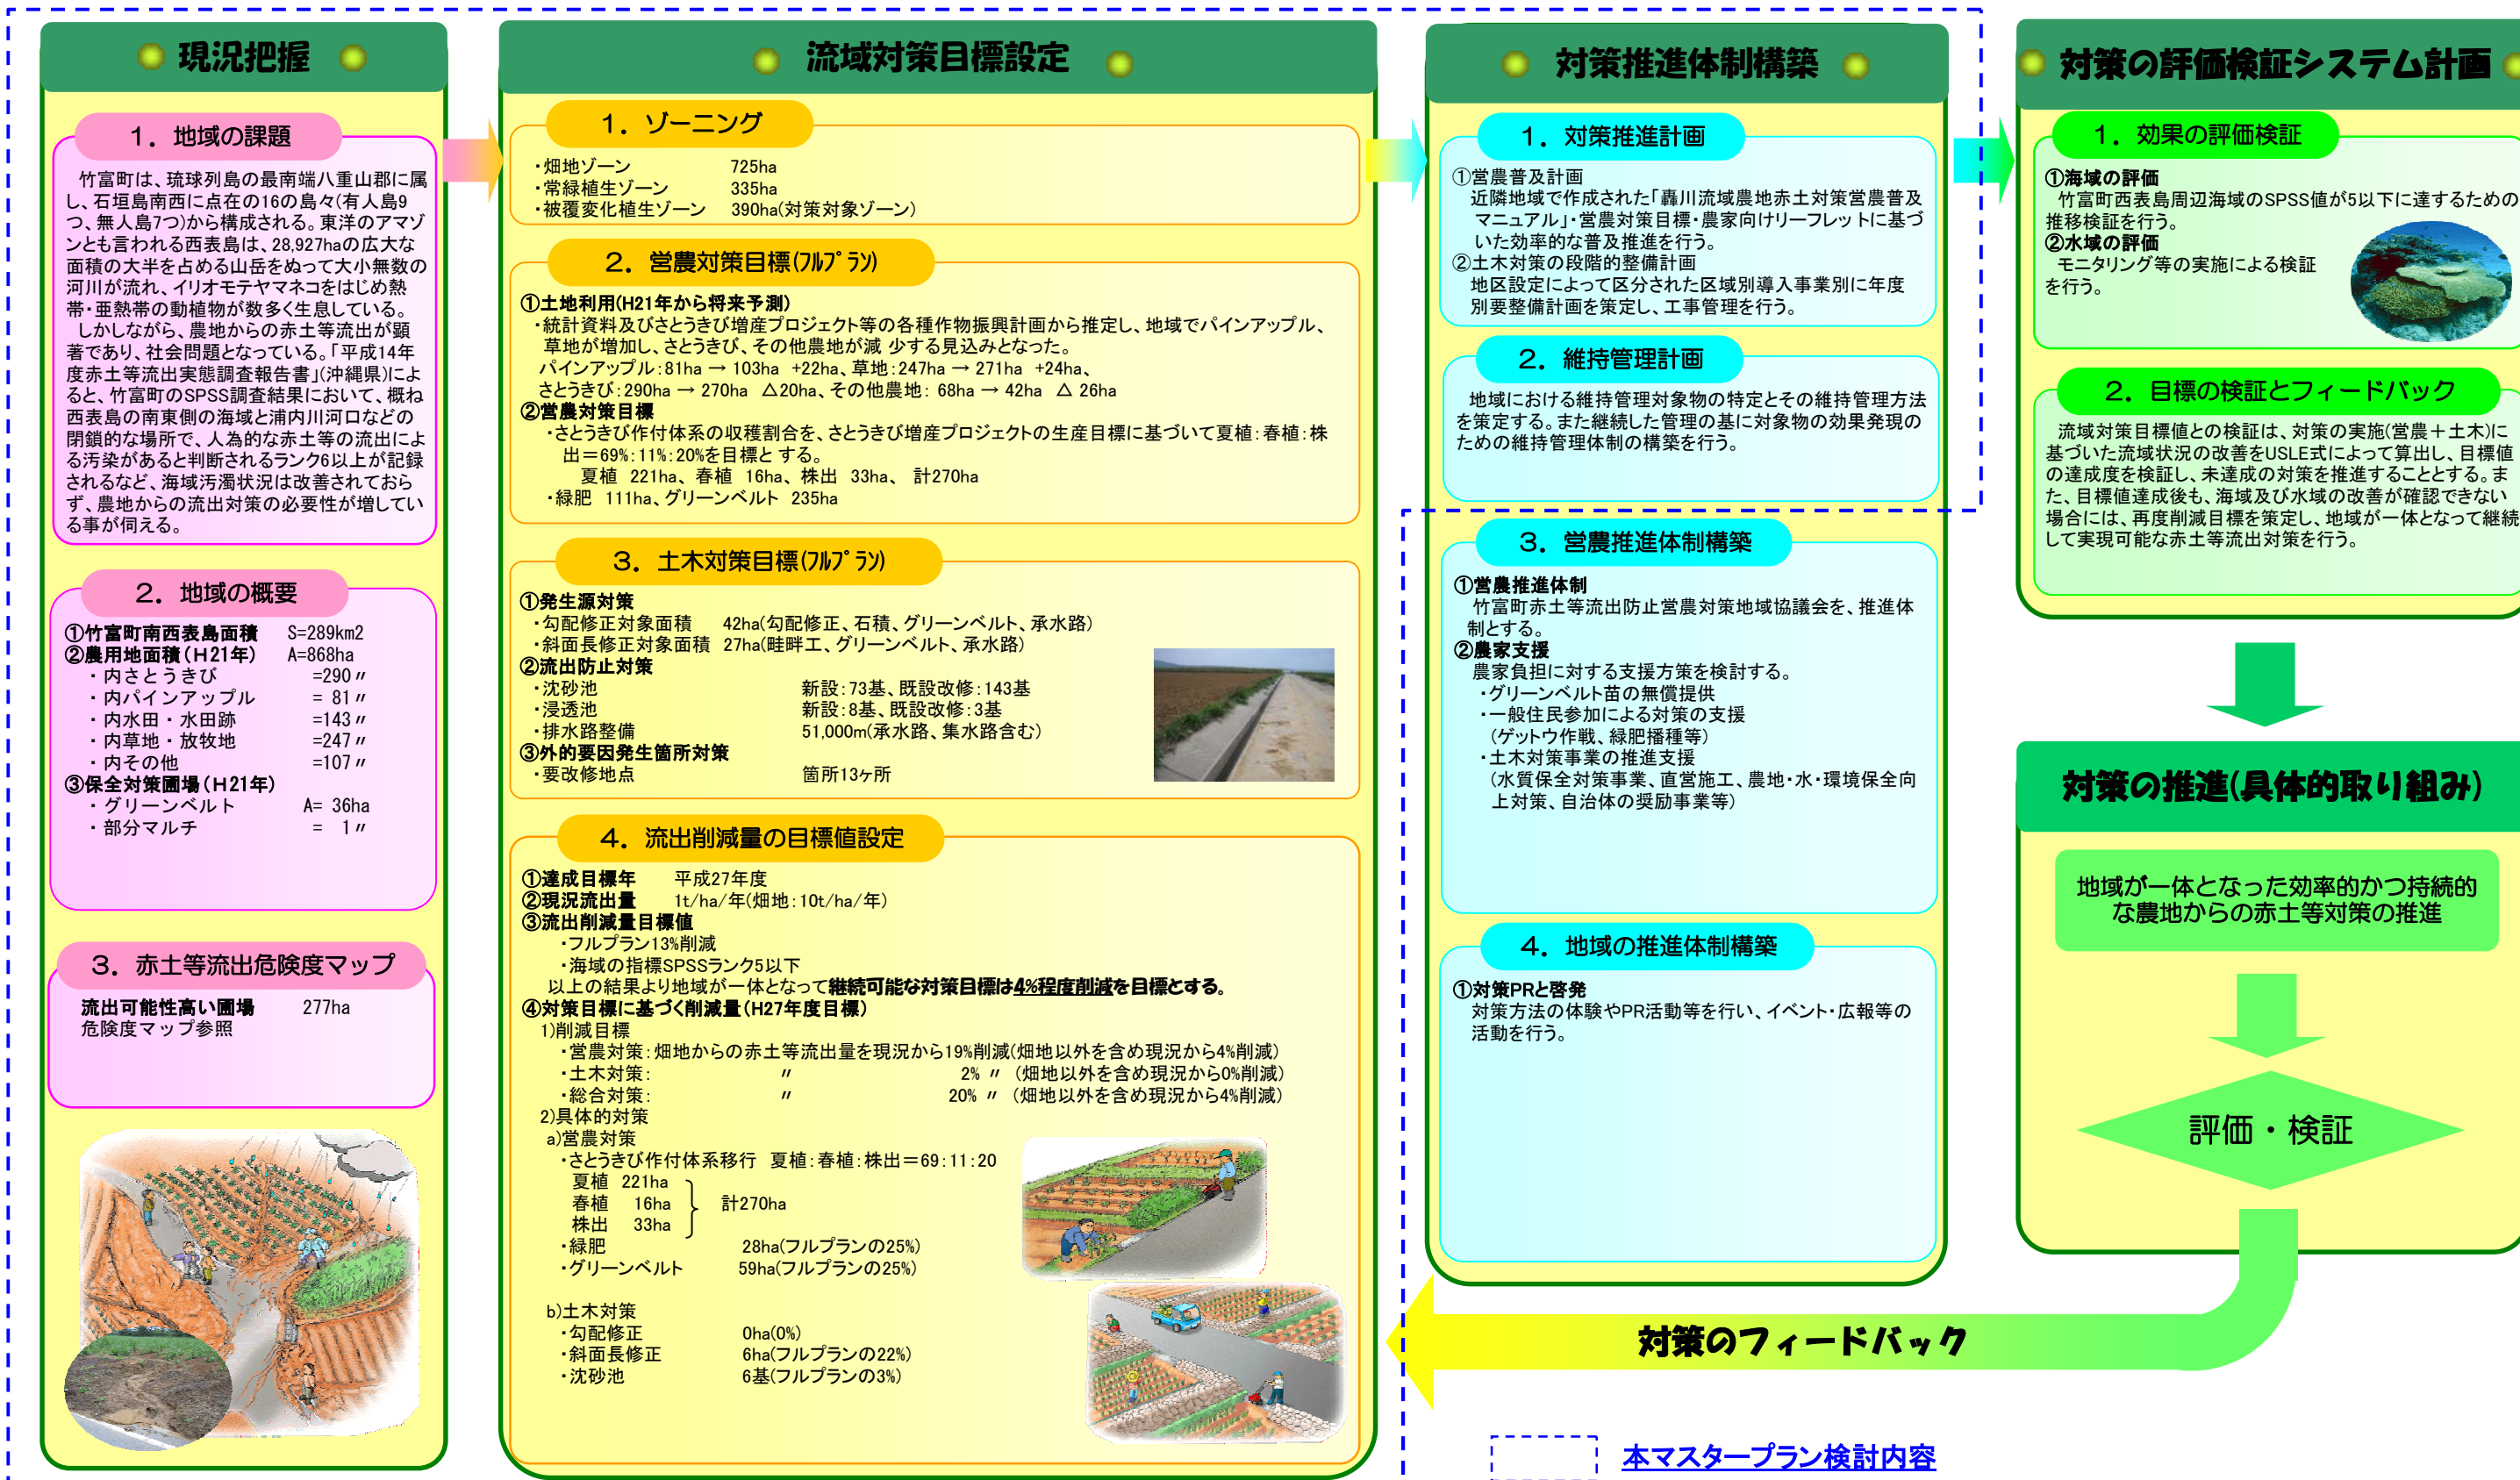 現況把握
1．地域の課題
竹富町は、琉球列島の最南端八重山郡に属
し、石垣島南西に点在の16の島々(有人島9
つ、無人島7つ)から構成される。東洋のアマゾ
ンとも言われる西表島は、28,927haの広大な
面積の大半を占める山岳をぬって大小無数の
河川が流れ、イリオモテヤマネコをはじめ熱
帯・亜熱帯の動植物が数多く生息している。
しかしながら、農地からの赤土等流出が顕
著であり、社会問題となっている。「平成14年
度赤土等流出実態調査報告書」(沖縄県)によ
ると、竹富町のSPSS調査結果において、概ね
西表島の南東側の海域と浦内川河口などの
閉鎖的な場所で、人為的な赤土等の流出によ
る汚染があると判断されるランク6以上が記録
されるなど、海域汚濁状況は改善されておら
ず、農地からの流出対策の必要性が増してい
る事が伺える。
2．地域の概要
①竹富町南西表島面積 S=289km2
②農用地面積(H21年) A=868ha
・内さとうきび =290〃
・内パインアップル = 81〃
・内水田・水田跡 =143〃
・内草地・放牧地 =247〃
・内その他 =107〃
③保全対策圃場(H21年)
・グリーンベルト A= 36ha
・部分マルチ = 1〃
3．赤土等流出危険度マップ
流出可能性高い圃場 277ha
危険度マップ参照
流域対策目標設定
1．ゾーニング
・畑地ゾーン 725ha
・常緑植生ゾーン 335ha
・被覆変化植生ゾーン 390ha(対策対象ゾーン)
2．営農対策目標(ﾌﾙﾌﾟﾗﾝ)
①土地利用(H21年から将来予測)
・統計資料及びさとうきび増産プロジェクト等の各種作物振興計画から推定し、地域でパインアップル、
草地が増加し、さとうきび、その他農地が減 少する見込みとなった。
パインアップル：81ha → 103ha +22ha、草地：247ha → 271ha +24ha、
さとうきび：290ha → 270ha △20ha、その他農地： 68ha → 42ha △ 26ha
②営農対策目標
・さとうきび作付体系の収穫割合を、さとうきび増産プロジェクトの生産目標に基づいて夏植：春植：株
出＝69%：11%：20%を目標と する。
夏植 221ha、 春植 16ha、 株出 33ha、 計270ha
・緑肥 111ha、グリーンベルト 235ha
3．土木対策目標(ﾌﾙﾌﾟﾗﾝ)
①発生源対策
・勾配修正対象面積 42ha(勾配修正、石積、グリーンベルト、承水路)
・斜面長修正対象面積 27ha(畦畔工、グリーンベルト、承水路)
②流出防止対策
・沈砂池 新設：73基、既設改修：143基
・浸透池 新設：8基、既設改修：3基
・排水路整備 51,000m(承水路、集水路含む)
③外的要因発生箇所対策
・要改修地点 箇所13ヶ所
4．流出削減量の目標値設定
①達成目標年 平成27年度
②現況流出量 1t/ha/年(畑地：10t/ha/年)
③流出削減量目標値
・フルプラン13%削減
・海域の指標SPSSランク5以下
以上の結果より地域が一体となって継続可能な対策目標は4%程度削減を目標とする。
④対策目標に基づく削減量(H27年度目標)
1)削減目標
・営農対策：畑地からの赤土等流出量を現況から19%削減(畑地以外を含め現況から4%削減)
・土木対策： 〃 2% 〃 (畑地以外を含め現況から0%削減)
・総合対策： 〃 20% 〃 (畑地以外を含め現況から4%削減)
2)具体的対策
a)営農対策
・さとうきび作付体系移行 夏植：春植：株出＝69：11：20
夏植 221ha
春植 16ha 計270ha
株出 33ha
・緑肥 28ha(フルプランの25%)
・グリーンベルト 59ha(フルプランの25%)
b)土木対策
・勾配修正 0ha(0%)
・斜面長修正 6ha(フルプランの22%)
・沈砂池 6基(フルプランの3%)
対策推進体制構築
1．対策推進計画
①営農普及計画
近隣地域で作成された「轟川流域農地赤土対策営農普及
マニュアル」・営農対策目標・農家向けリーフレットに基づ
いた効率的な普及推進を行う。
②土木対策の段階的整備計画
地区設定によって区分された区域別導入事業別に年度
別要整備計画を策定し、工事管理を行う。
2．維持管理計画
地域における維持管理対象物の特定とその維持管理方法
を策定する。また継続した管理の基に対象物の効果発現の
ための維持管理体制の構築を行う。
3．営農推進体制構築
①営農推進体制
竹富町赤土等流出防止営農対策地域協議会を、推進体
制とする。
②農家支援
農家負担に対する支援方策を検討する。
・グリーンベルト苗の無償提供
・一般住民参加による対策の支援
(ゲットウ作戦、緑肥播種等)
・土木対策事業の推進支援
(水質保全対策事業、直営施工、農地・水・環境保全向
上対策、自治体の奨励事業等)
4．地域の推進体制構築
①対策PRと啓発
対策方法の体験やPR活動等を行い、イベント・広報等の
活動を行う。
対策の評価検証システム計画
1．効果の評価検証
①海域の評価
竹富町西表島周辺海域のSPSS値が5以下に達するための
推移検証を行う。
②水域の評価
モニタリング等の実施による検証
を行う。
2．目標の検証とフィードバック
流域対策目標値との検証は、対策の実施(営農＋土木)に
基づいた流域状況の改善をUSLE式によって算出し、目標値
の達成度を検証し、未達成の対策を推進することとする。ま
た、目標値達成後も、海域及び水域の改善が確認できない
場合には、再度削減目標を策定し、地域が一体となって継続
して実現可能な赤土等流出対策を行う。
対策の推進(具体的取り組み)
地域が一体となった効率的かつ持続的
な農地からの赤土等対策の推進
評価・検証
対策のフィードバック
本マスタープラン検討内容